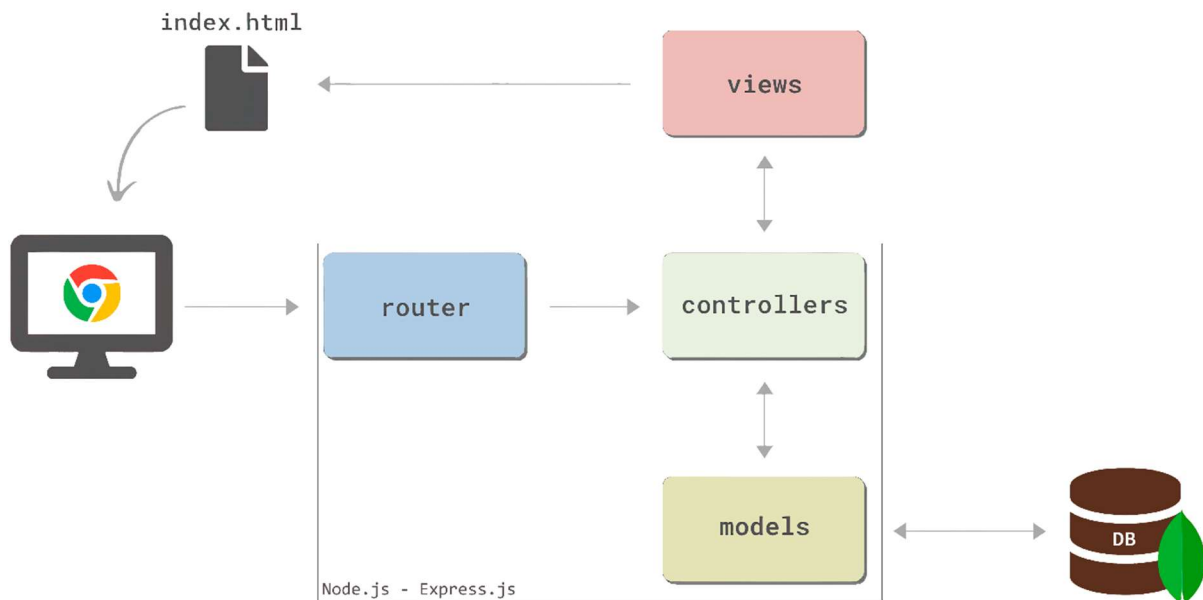 index.html
views
router
controllers
models
DB
Node.js - Express.js